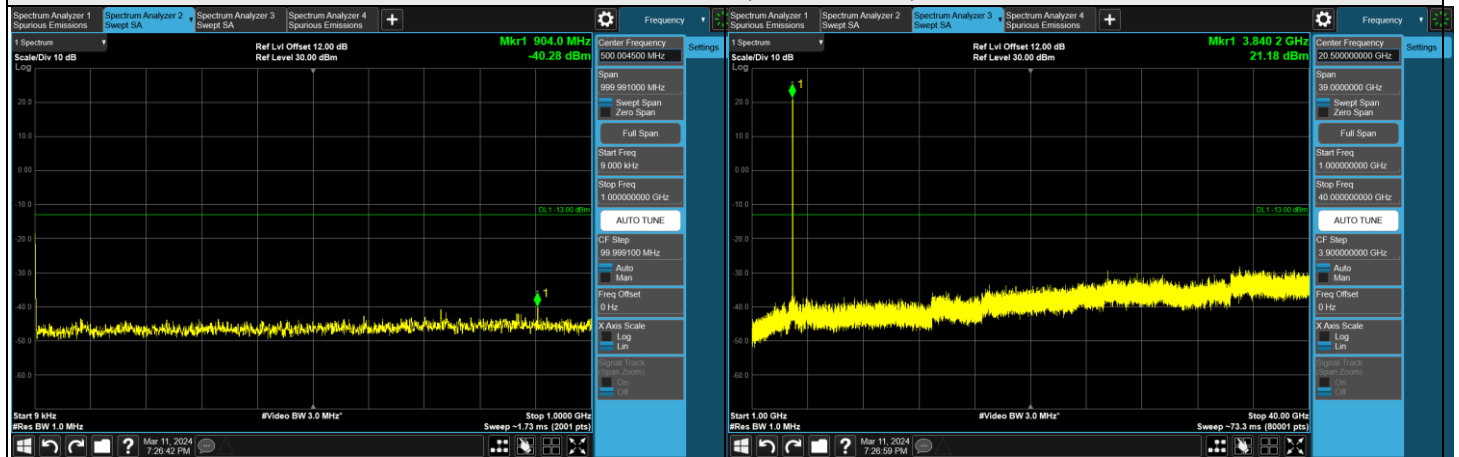 Spectrum Analyzer 1
Spurious Emissions
Spectrum Analyzer 2
Swept SA
Spectrum Analyzer 3
Swept SA
Spectrum Analyzer 4
Spurious Emissions
+
Frequency
1 Spectrum
Scale/Div 10 dB
Log
Ref Lvl Offset 12.00 dB
Ref Level 30.00 dBm
Mkr1 904.0 MHz
-40.28 dBm
20.0
10.0
0.00
-10.0
-20.0
-30.0
-40.0
-50.0
-60.0
DL1 -13.00 dBm
1
Start 9 kHz
#Res BW 1.0 MHz
#Video BW 3.0 MHz*
Stop 1.0000 GHz
Sweep ~1.73 ms (2001 pts)
Center Frequency
500.004500 MHz
Settings
Span
999.991000 MHz
Swept Span
Zero Span
Full Span
Start Freq
9.000 kHz
Stop Freq
1.000000000 GHz
AUTO TUNE
CF Step
99.999100 MHz
Auto
Man
Freq Offset
0 Hz
X Axis Scale
Log
Lin
Signal Track
(Span Zoom)
On
Off
?
Mar 11, 2024
7:26:42 PM
Spectrum Analyzer 1
Spurious Emissions
Spectrum Analyzer 2
Swept SA
Spectrum Analyzer 3
Swept SA
Spectrum Analyzer 4
Spurious Emissions
+
Frequency
1 Spectrum
Scale/Div 10 dB
Log
Ref Lvl Offset 12.00 dB
Ref Level 30.00 dBm
Mkr1 3.840 2 GHz
21.18 dBm
20.0
10.0
0.00
-10.0
-20.0
-30.0
-40.0
-50.0
-60.0
DL1 -13.00 dBm
1
Start 1.00 GHz
#Res BW 1.0 MHz
#Video BW 3.0 MHz*
Stop 40.00 GHz
Sweep ~73.3 ms (80001 pts)
Center Frequency
20.500000000 GHz
Settings
Span
39.0000000 GHz
Swept Span
Zero Span
Full Span
Start Freq
1.000000000 GHz
Stop Freq
40.000000000 GHz
AUTO TUNE
CF Step
3.900000000 GHz
Auto
Man
Freq Offset
0 Hz
X Axis Scale
Log
Lin
Signal Track
(Span Zoom)
On
Off
?
Mar 11, 2024
7:26:59 PM